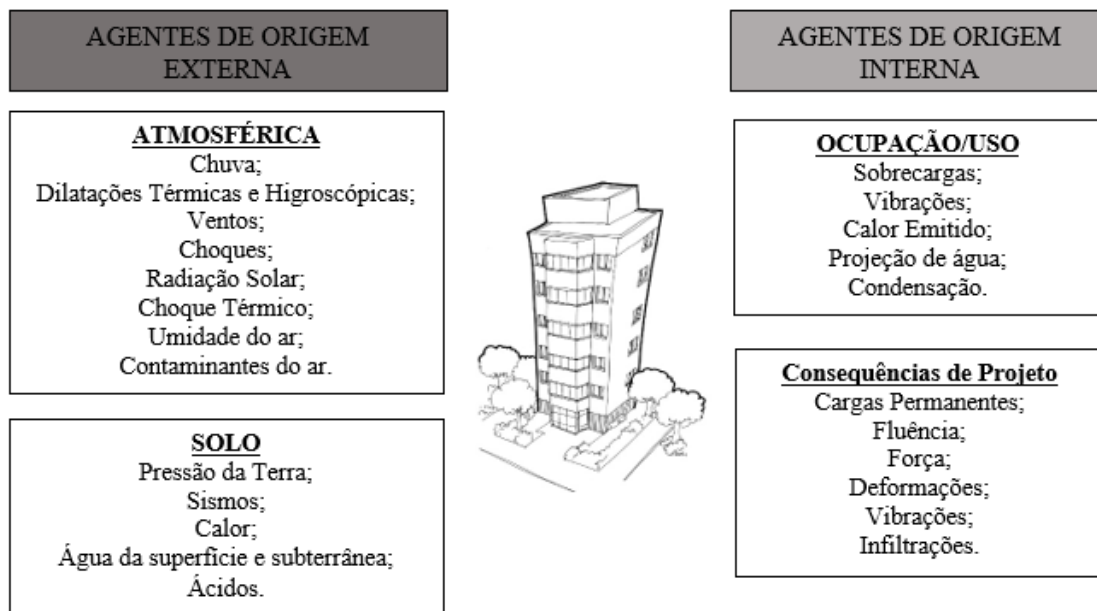 AGENTES DE ORIGEM
EXTERNA
ATMOSFÉRICA
Chuva;
Dilatações Térmicas e Higroscópicas;
Ventos;
Choques;
Radiação Solar;
Choque Térmico;
Umidade do ar;
Contaminantes do ar.
SOLO
Pressão da Terra;
Sismos;
Calor;
Água da superfície e subterrânea;
Ácidos.
AGENTES DE ORIGEM
INTERNA
OCUPAÇÃO/USO
Sobrecargas;
Vibrações;
Calor Emitido;
Projeção de água;
Condensação.
Consequências de Projeto
Cargas Permanentes;
Fluência;
Força;
Deformações;
Vibrações;
Infiltrações.